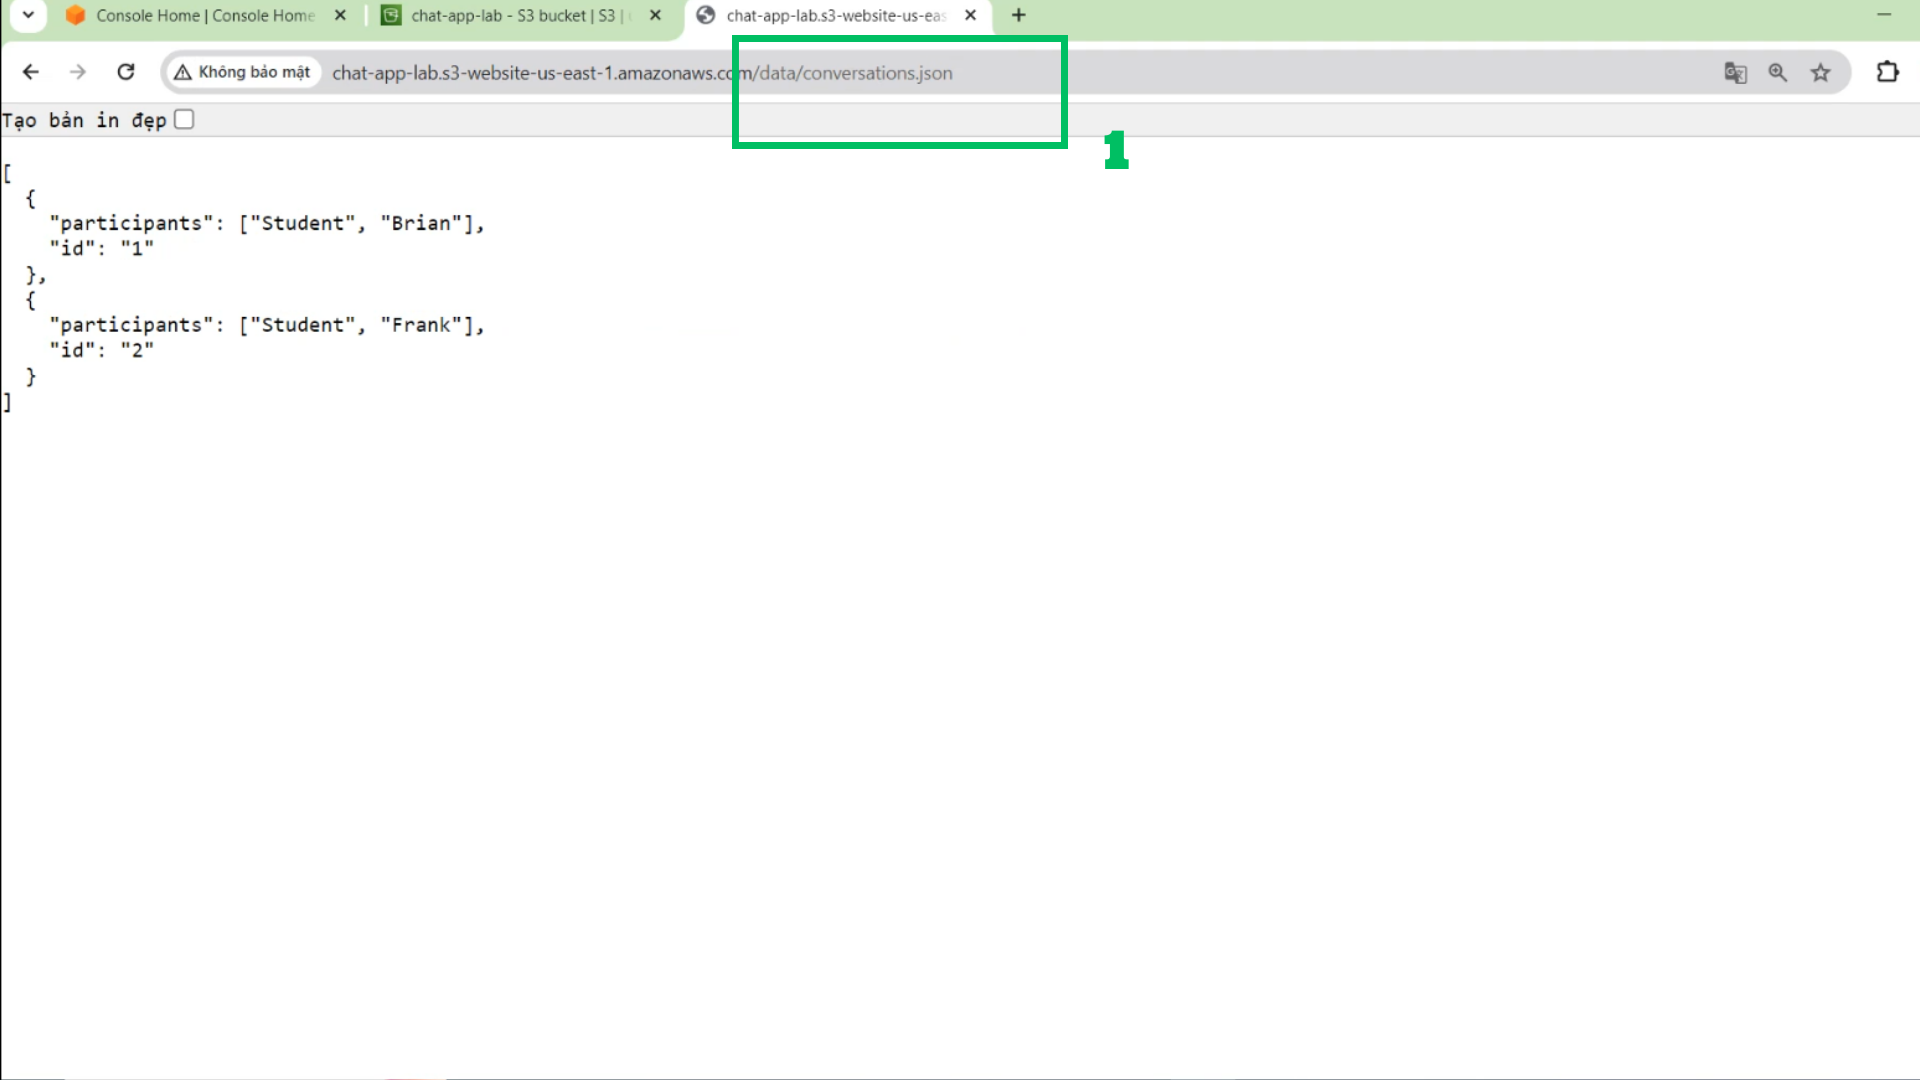 Console Home | Console Home
chat-app-lab - S3 bucket | S3 |
chat-app-lab.s3-website-us-eas
Không bảo mật
chat-app-lab.s3-website-us-east-1.amazonaws.com/data/conversations.json
Tạo bản in đẹp
1
[
  {
    "participants": ["Student", "Brian"],
    "id": "1"
  },
  {
    "participants": ["Student", "Frank"],
    "id": "2"
  }
]